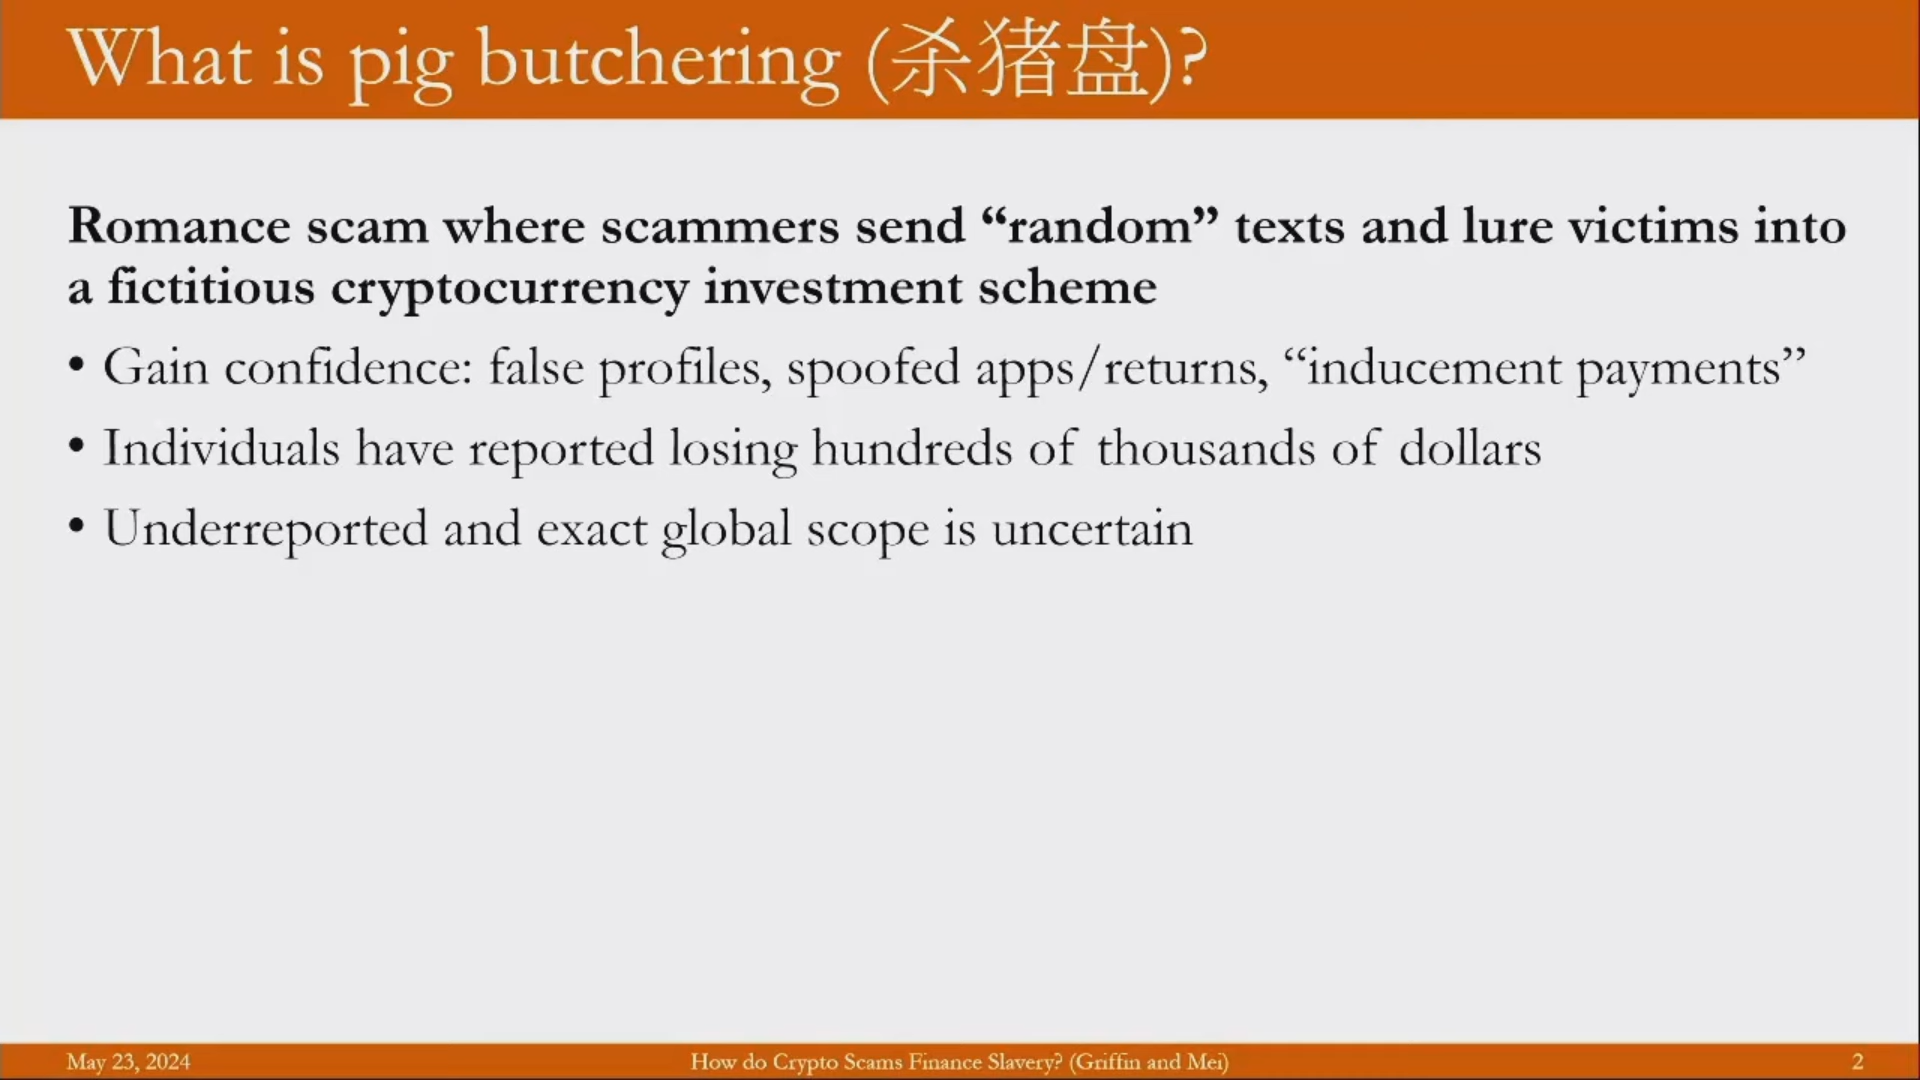 What is pig butchering (杀猪盘)?
Romance scam where scammers send “random” texts and lure victims into
a fictitious cryptocurrency investment scheme
• Gain confidence: false profiles, spoofed apps/returns, “inducement payments”
• Individuals have reported losing hundreds of thousands of dollars
• Underreported and exact global scope is uncertain
May 23, 2024
How do Crypto Scams Finance Slavery? (Griffin and Mei)
2